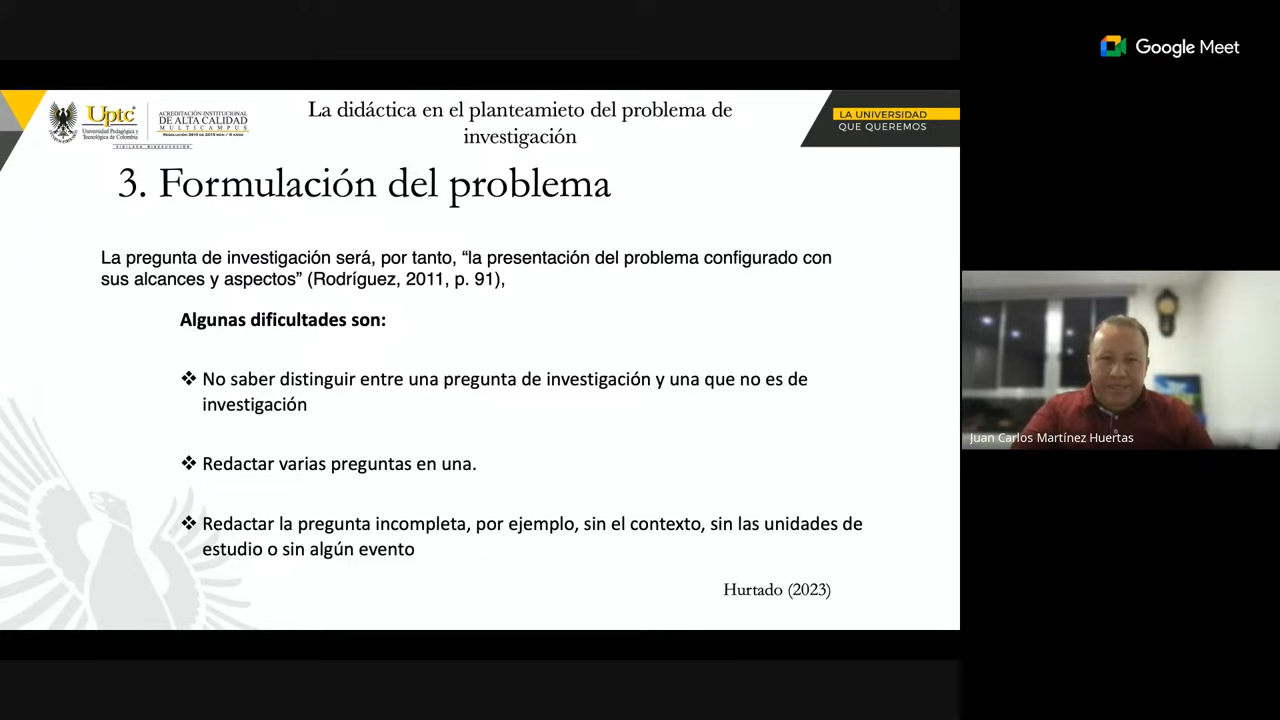 Google Meet
Uptc
Universidad Pedagógica y
Tecnológica de Colombia
ACREDITACIÓN INSTITUCIONAL
DE ALTA CALIDAD
MULTICAMPUS
La didáctica en el planteamieto del problema de
investigación
LA UNIVERSIDAD
QUE QUEREMOS
3. Formulación del problema
La pregunta de investigación será, por tanto, “la presentación del problema configurado con
sus alcances y aspectos” (Rodríguez, 2011, p. 91),
Algunas dificultades son:
❖ No saber distinguir entre una pregunta de investigación y una que no es de
investigación
❖ Redactar varias preguntas en una.
❖ Redactar la pregunta incompleta, por ejemplo, sin el contexto, sin las unidades de
estudio o sin algún evento
Hurtado (2023)
Juan Carlos Martínez Huertas